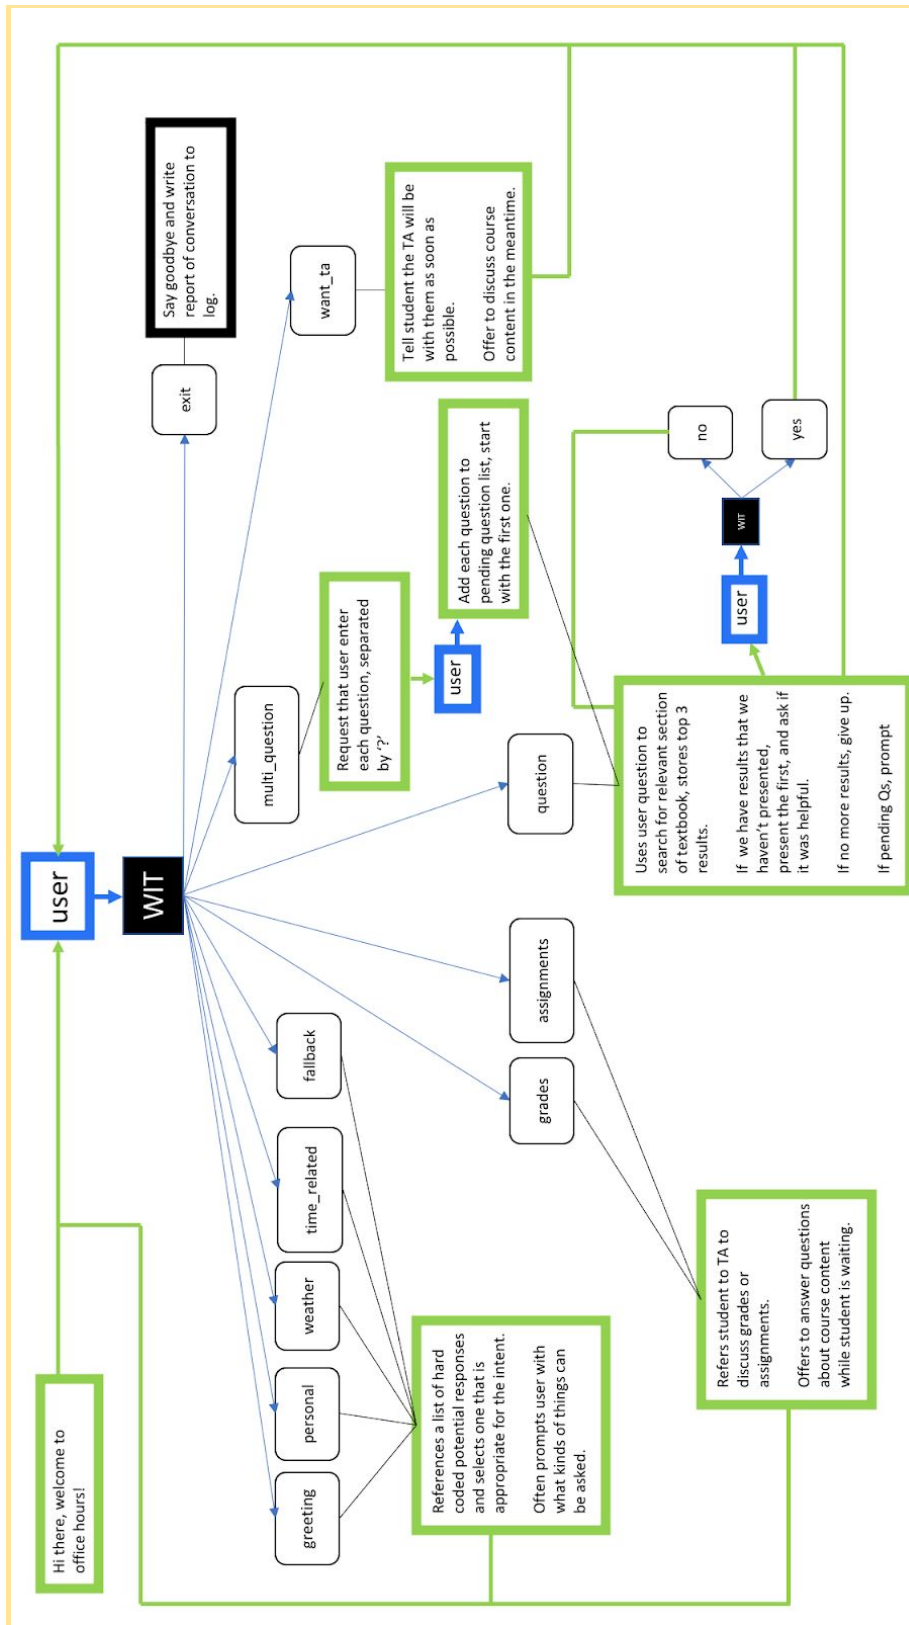 Hi there, welcome to
office hours!
user
WIT
exit
Say goodbye and write
report of conversation to
log.
greeting
personal
weather
time_related
fallback
multi_question
want_ta
References a list of hard
coded potential responses
and selects one that is
appropriate for the intent.
Often prompts user with
what kinds of things can
be asked.
Request that user enter
each question, separated
by ‘?’
Tell student the TA will be
with them as soon as
possible.
Offer to discuss course
content in the meantime.
user
Add each question to
pending question list, start
with the first one.
grades
assignments
question
Refers student to TA to
discuss grades or
assignments.
Offers to answer questions
about course content
while student is waiting.
Uses user question to
search for relevant section
of textbook, stores top 3
results.
If  we have results that we
haven’t presented,
present the first, and ask if
it was helpful.
If no more results, give up.
If pending Qs, prompt
user
WIT
no
yes